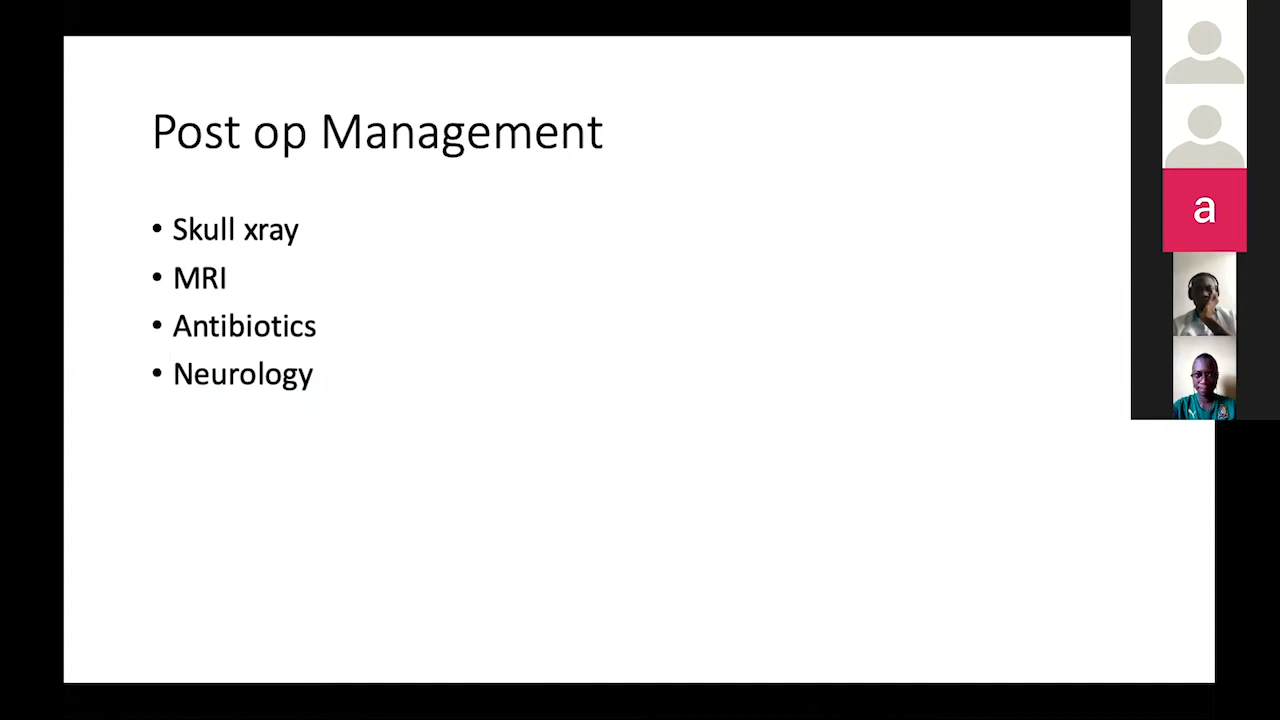 Post op Management
• Skull xray
• MRI
• Antibiotics
• Neurology
a